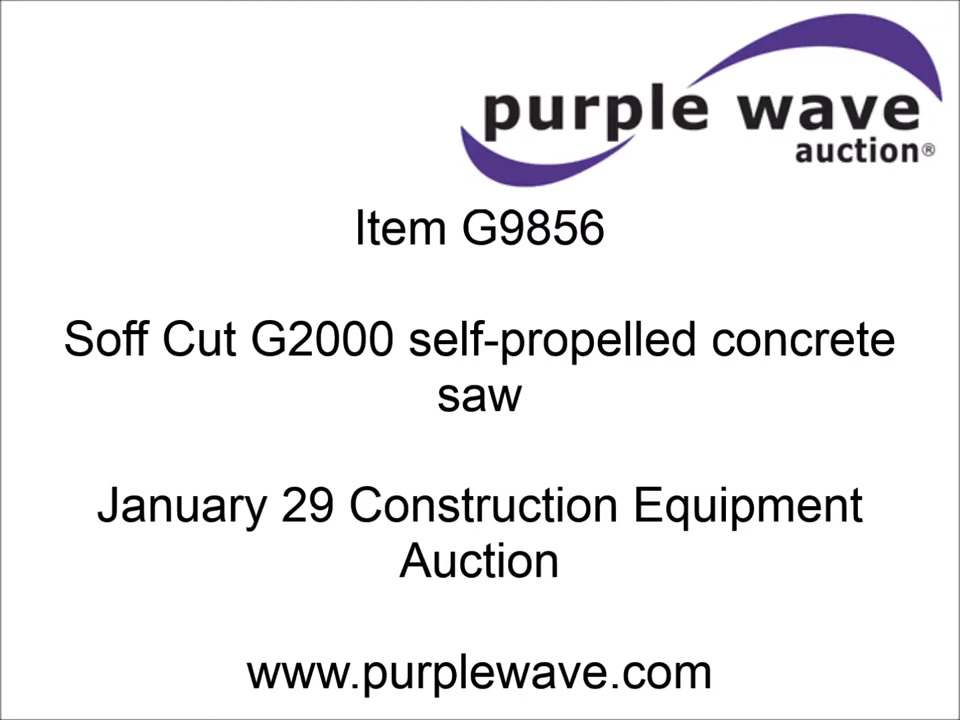 purple wave
auction®
Item G9856
Soff Cut G2000 self-propelled concrete
saw
January 29 Construction Equipment
Auction
www.purplewave.com